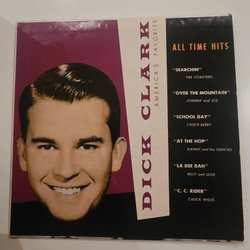 DICK CLARK
AMERICA'S FAVORITE
ALL TIME HITS
"SEARCHIN"
THE COASTERS
"OVER THE MOUNTAIN"
JOHNNY and JOE
"SCHOOL DAY"
CHUCK BERRY
"AT THE HOP"
DANNY and the JUNIORS
"LA DEE DAH"
BILLY and LILLIE
"C. C. RIDER"
CHUCK WILLIS